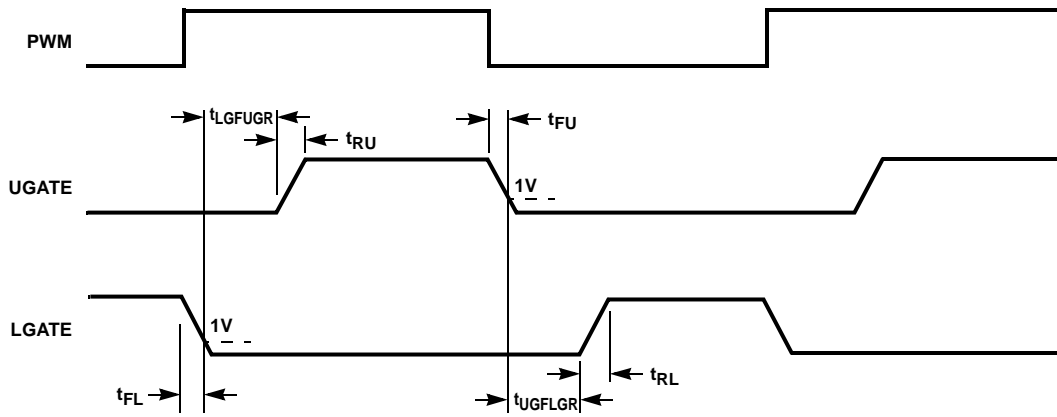 PWM
tLGFUGR
tFU
tRU
1V
UGATE
1V
LGATE
tRL
tFL
tUGFLGR